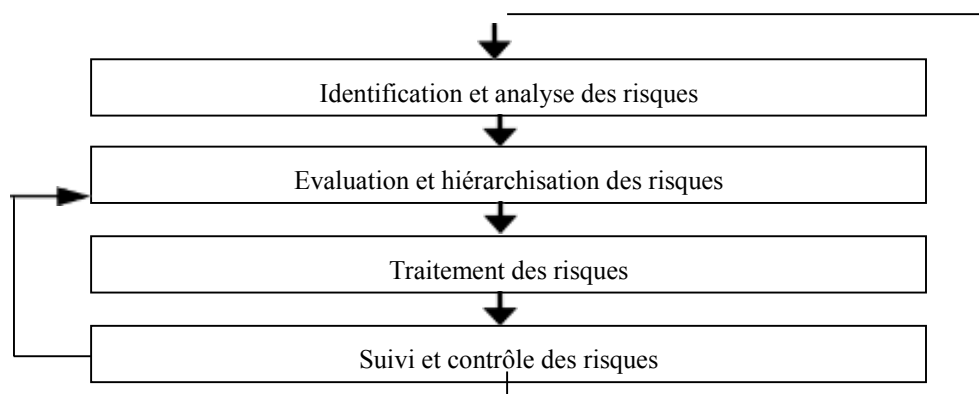 Identification et analyse des risques
Evaluation et hiérarchisation des risques
Traitement des risques
Suivi et contrôle des risques